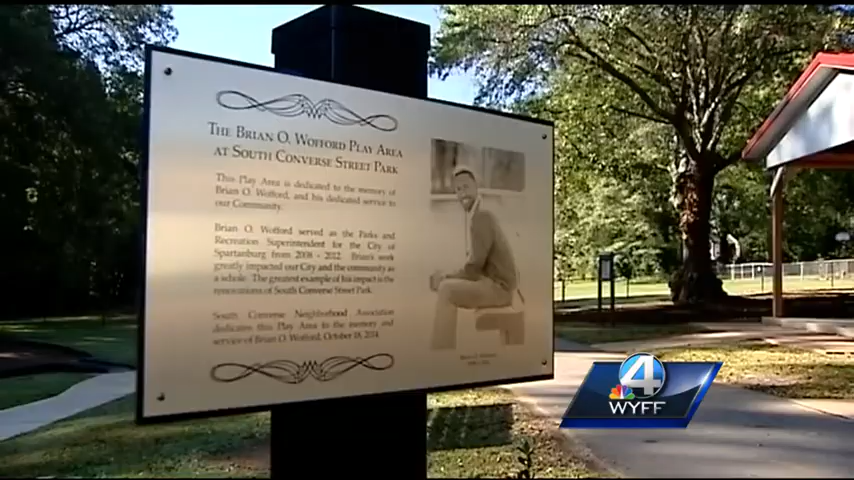 The Brian O. Wofford Play Area
at South Converse Street Park
This Play Area is dedicated to the memory of
Brian O. Wofford, and his dedicated service to
our Community.
Brian O. Wofford served as the Parks and
Recreation Superintendent for the City of
Spartanburg from 2008 - 2012. Brian's work
greatly impacted our City and the community as
a whole. The greatest example of his impact is the
renovations of South Converse Street Park.
South Converse Neighborhood Association
dedicates this Play Area to the memory and
service of Brian O. Wofford, October 18, 2014
4
WYFF